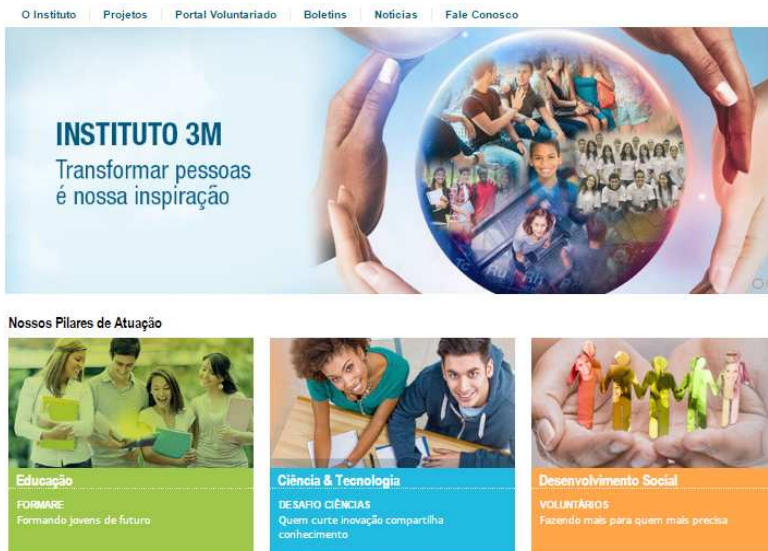 O Instituto Projetos Portal Voluntariado Boletins Noticias Fale Conosco
INSTITUTO 3M
Transformar pessoas
é nossa inspiração
Nossos Pilares de Atuação
Educação
FORMARE
Formando jovens de futuro
Ciência & Tecnologia
DESAFIO CIÊNCIAS
Quem curte inovação compartilha
conhecimento
Desenvolvimento Social
VOLUNTÁRIOS
Fazendo mais para quem mais precisa